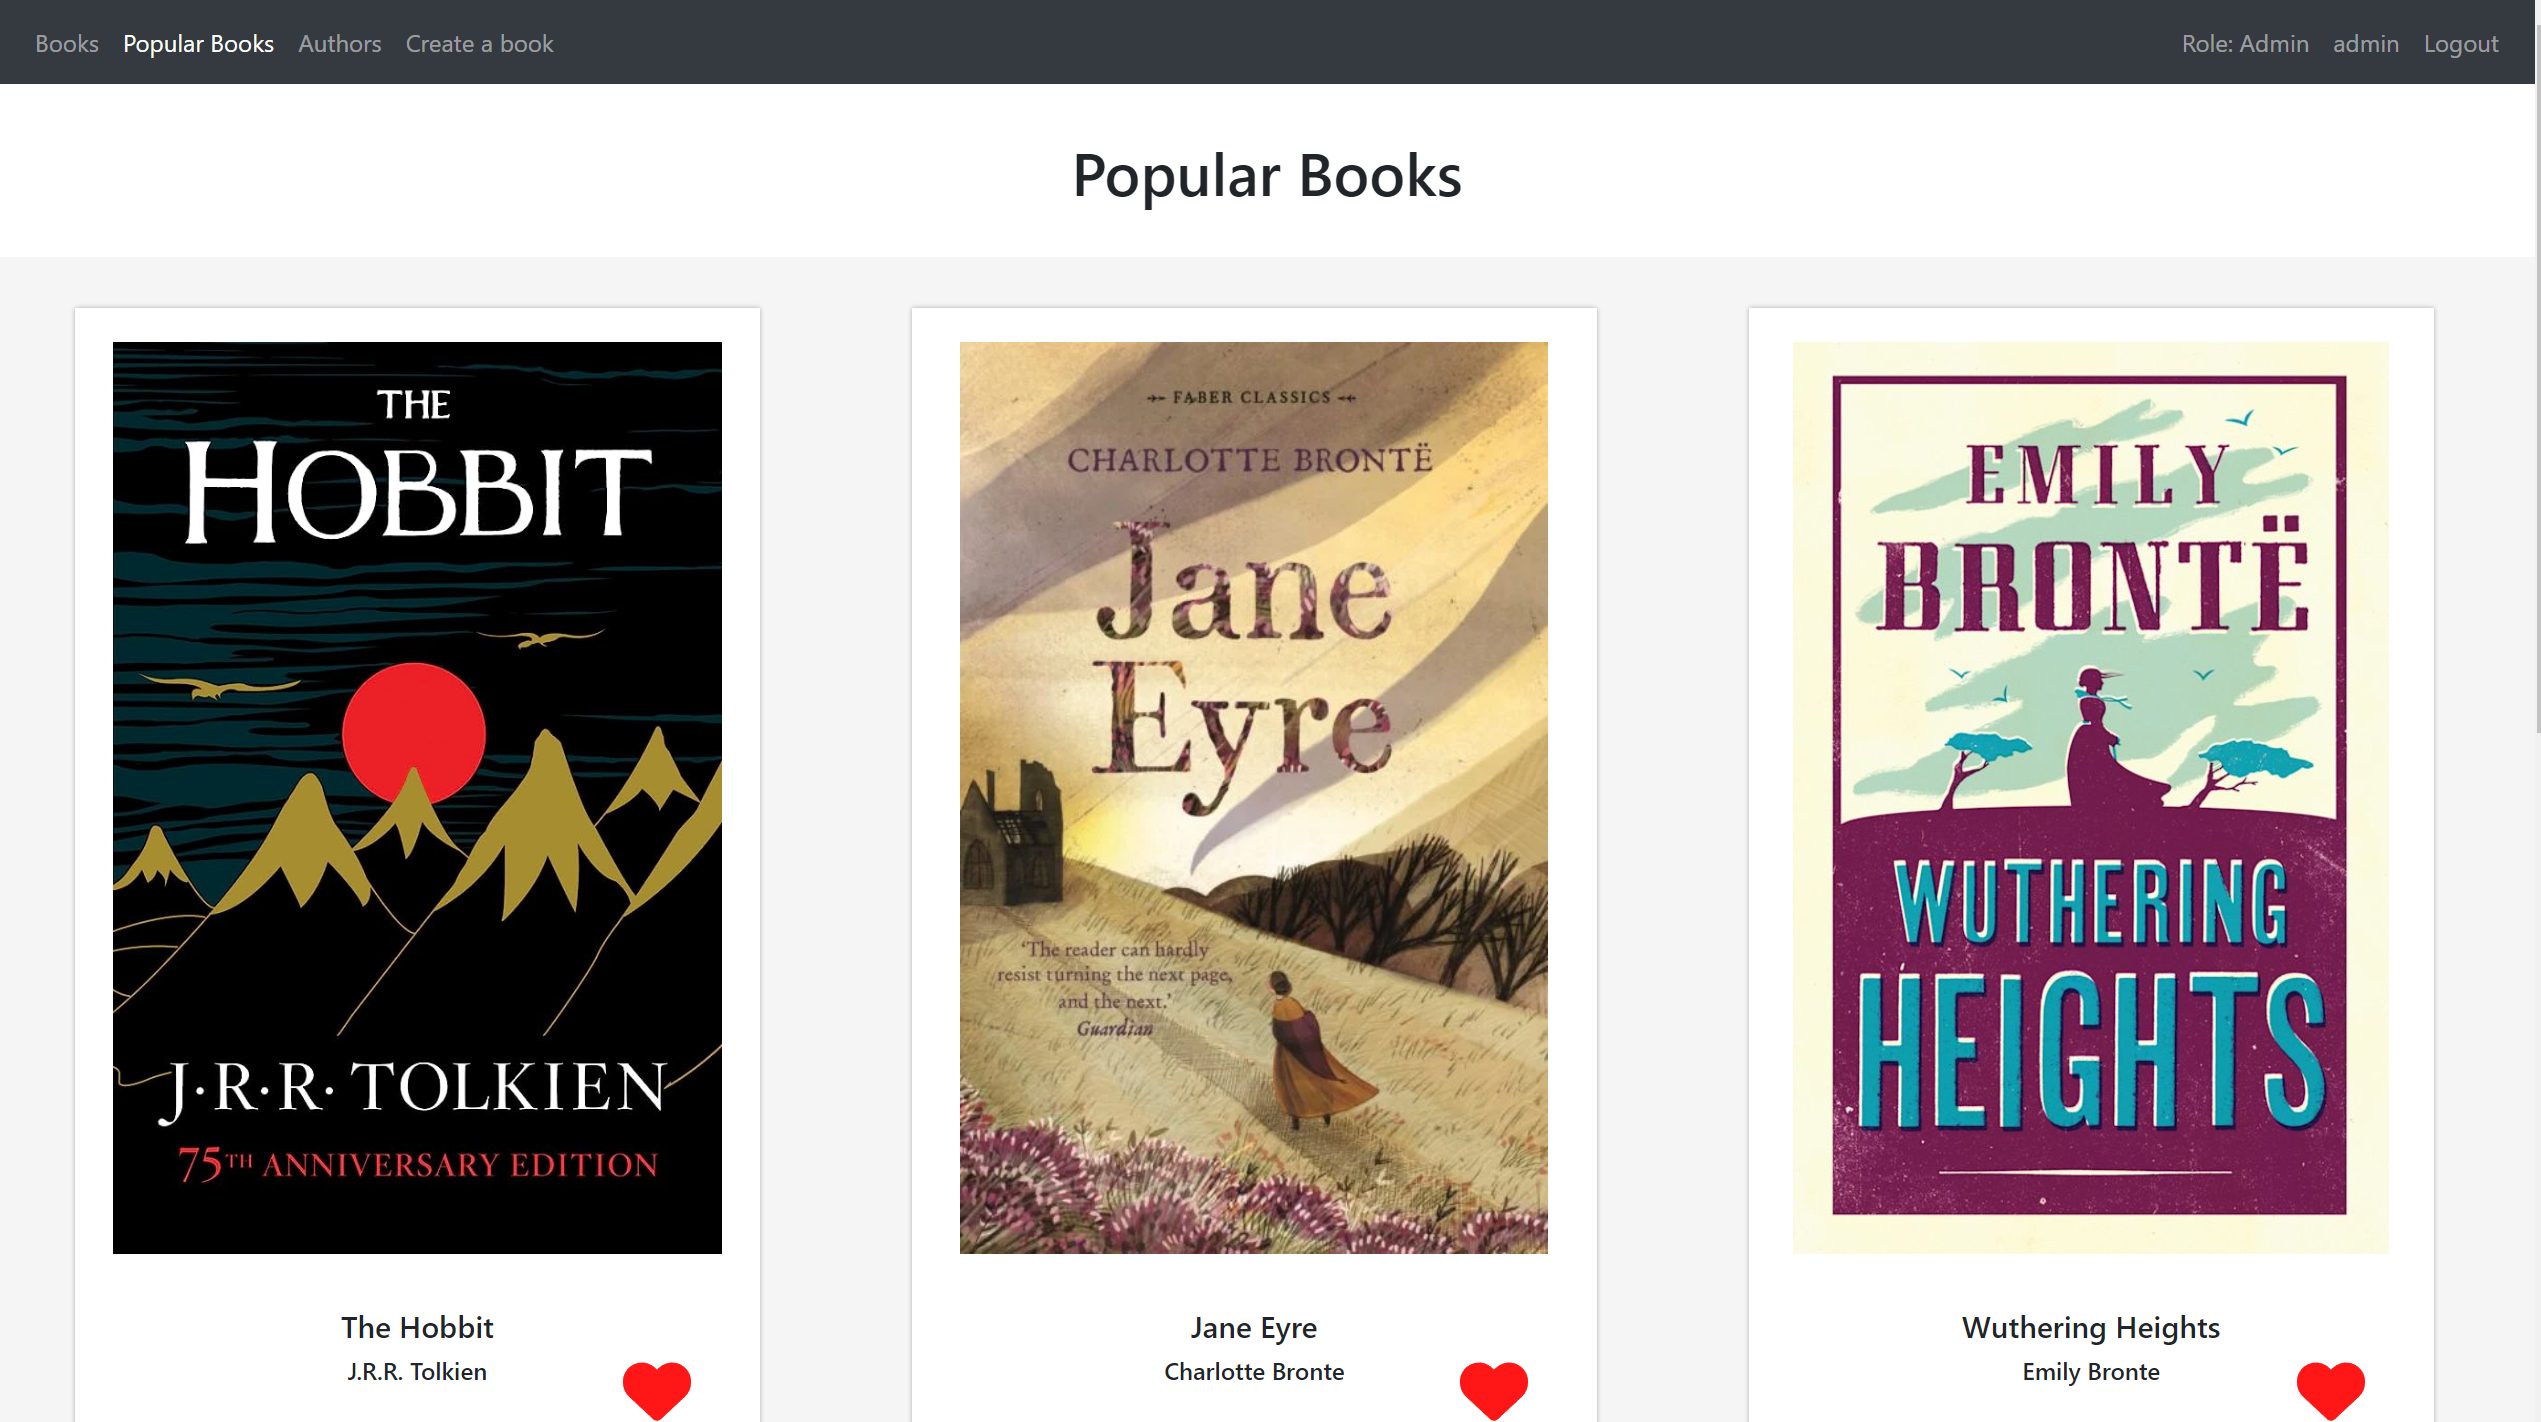 Books Popular Books Authors Create a book Role: Admin admin Logout
Popular Books
THE
HOBBIT
J·R·R· TOLKIEN
75TH ANNIVERSARY EDITION
The Hobbit
J.R.R. Tolkien
FABER CLASSICS
CHARLOTTE BRONTË
Jane
Eyre
'The reader can hardly
resist turning the next page,
and the next.'
Guardian
Jane Eyre
Charlotte Bronte
EMILY
BRONTË
WUTHERING
HEIGHTS
Wuthering Heights
Emily Bronte